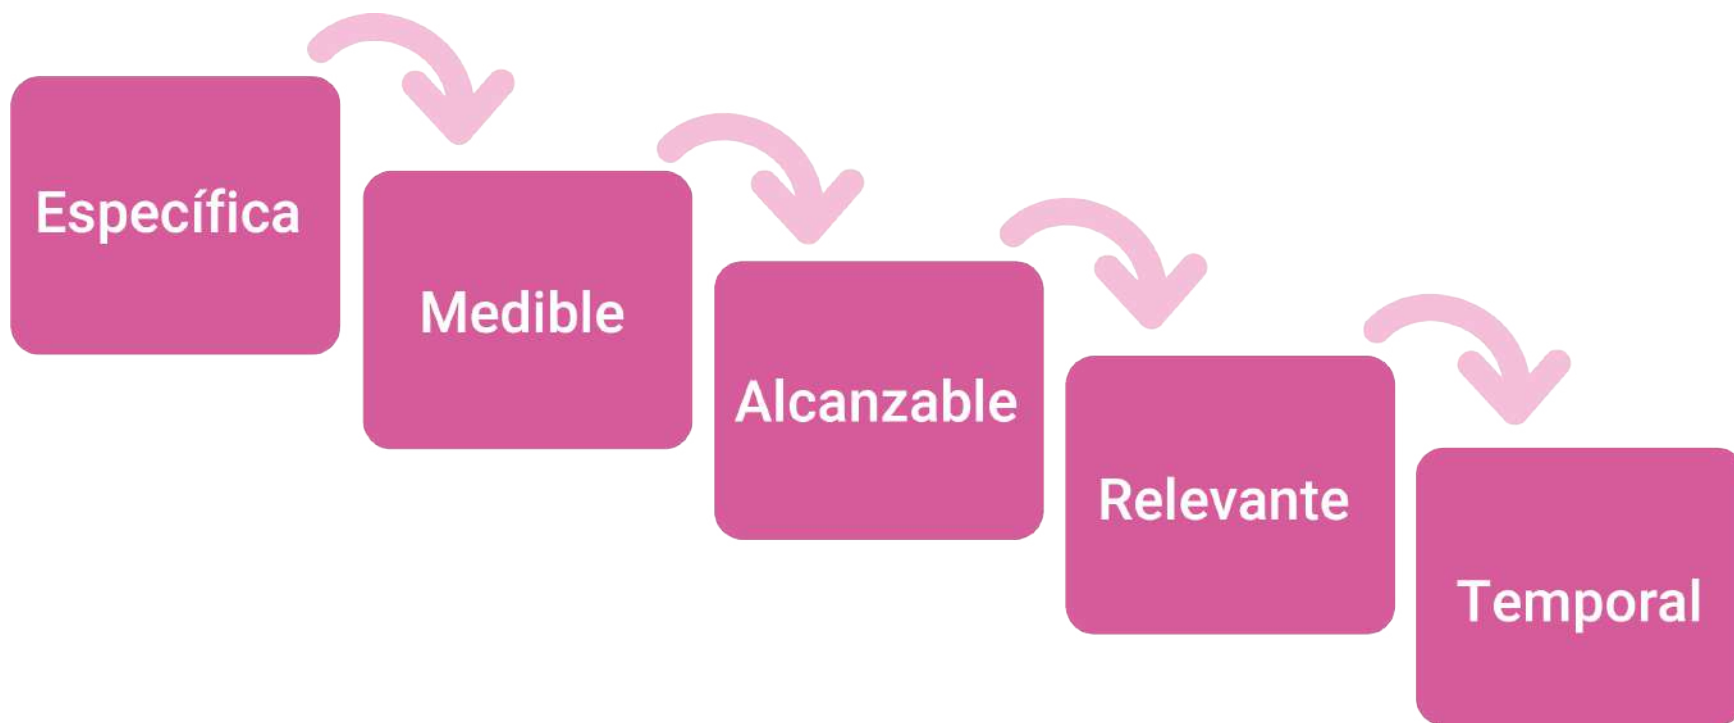 Específica
Medible
Alcanzable
Relevante
Temporal